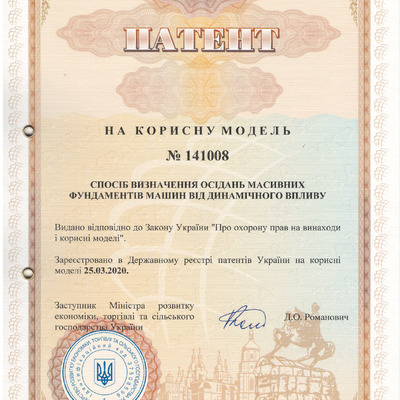 ПАТЕНТ
НА КОРИСНУ МОДЕЛЬ
№ 141008
СПОСІБ ВИЗНАЧЕННЯ ОСІДАНЬ МАСИВНИХ
ФУНДАМЕНТІВ МАШИН ВІД ДИНАМІЧНОГО ВПЛИВУ
Видано відповідно до Закону України "Про охорону прав на винаходи
і корисні моделі".
Зареєстровано в Державному реєстрі патентів України на корисні
моделі 25.03.2020.
Заступник Міністра розвитку
економіки, торгівлі та сільського
господарства України
Д.О. Романович